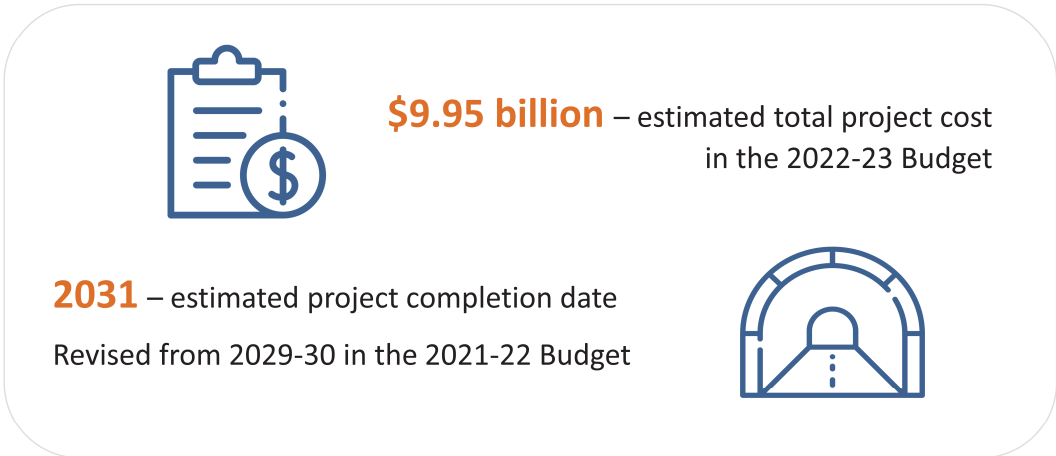 $9.95 billion – estimated total project cost
in the 2022-23 Budget
2031 – estimated project completion date
Revised from 2029-30 in the 2021-22 Budget